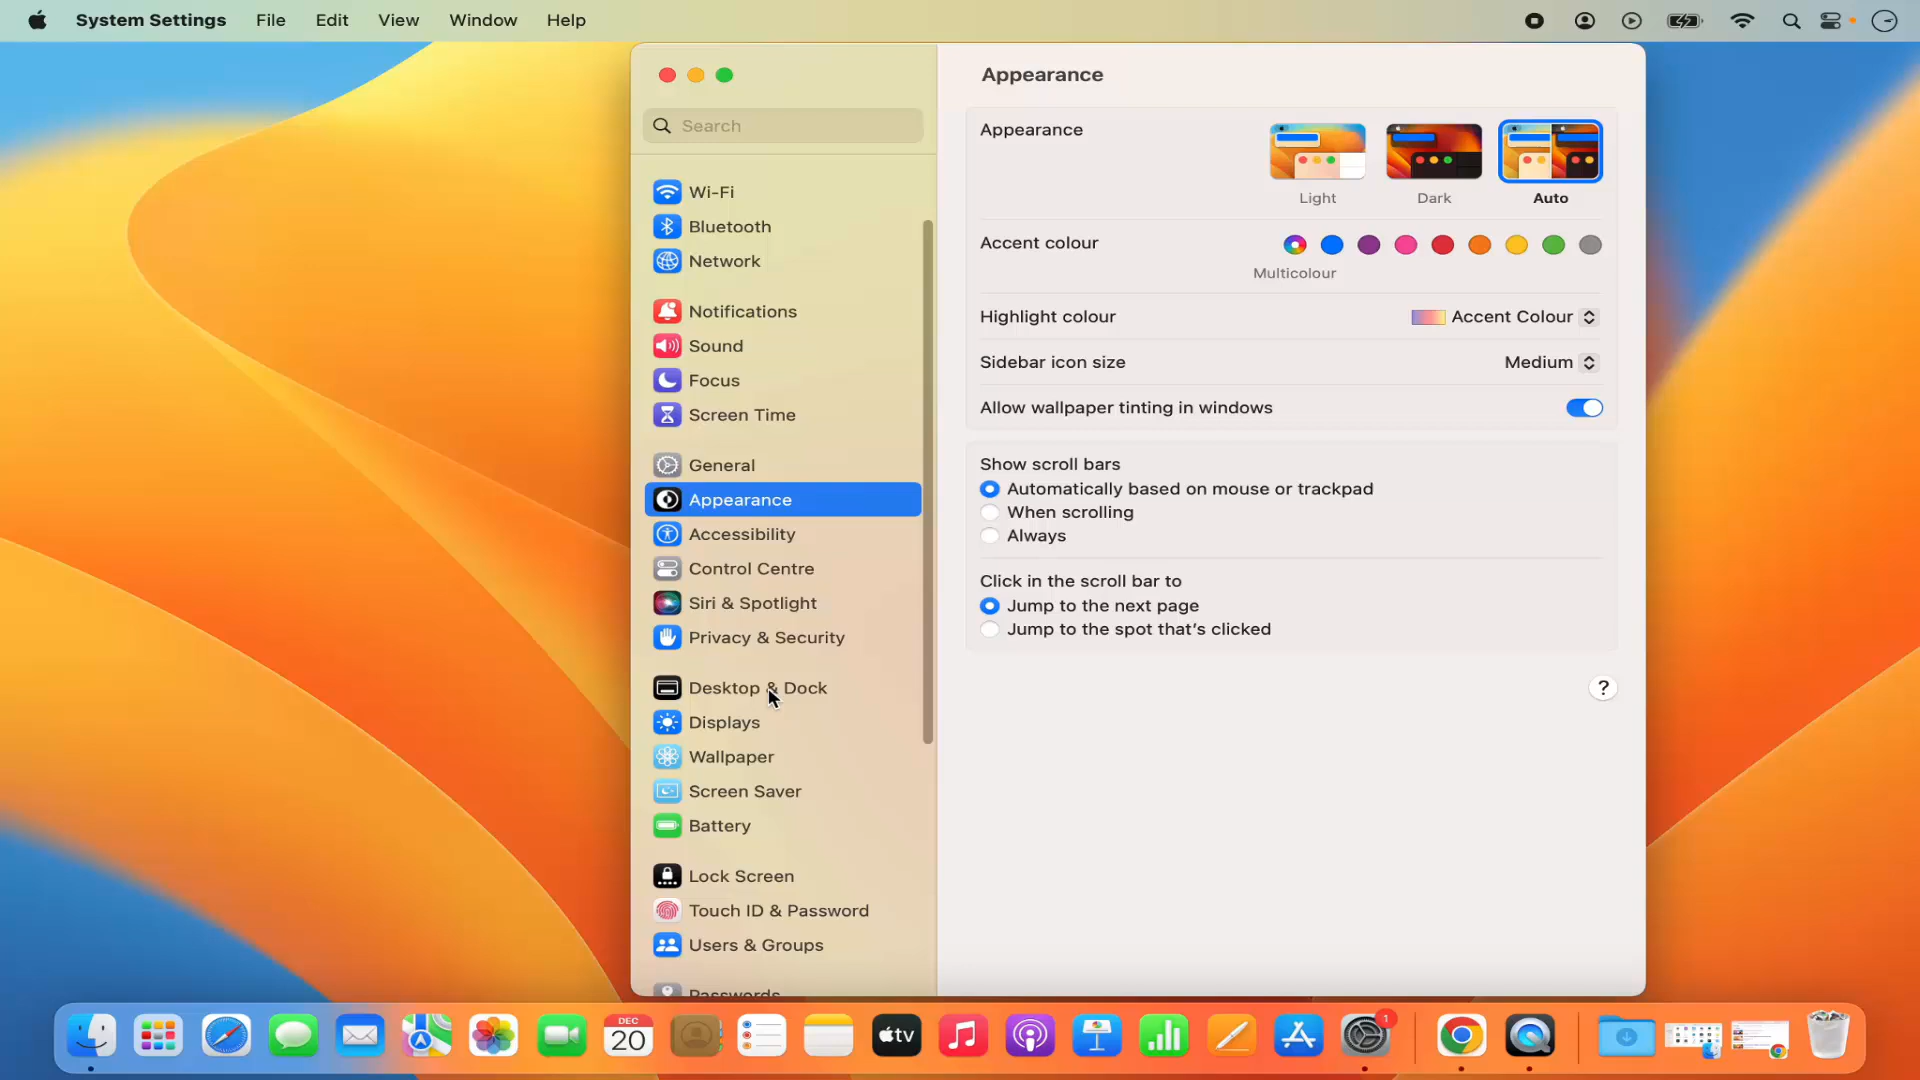 System Settings File Edit View Window Help
Appearance
Search
Appearance
Light Dark Auto
Wi-Fi
Bluetooth
Accent colour
Network
Multicolour
Notifications
Highlight colour Accent Colour
Sound
Sidebar icon size Medium
Focus
Allow wallpaper tinting in windows
Screen Time
General
Show scroll bars
Automatically based on mouse or trackpad
Appearance
When scrolling
Accessibility
Always
Control Centre
Click in the scroll bar to
Siri & Spotlight
Jump to the next page
Privacy & Security
Jump to the spot that's clicked
Desktop & Dock
?
Displays
Wallpaper
Screen Saver
Battery
Lock Screen
Touch ID & Password
Users & Groups
Passwords
DEC
20
tv
1